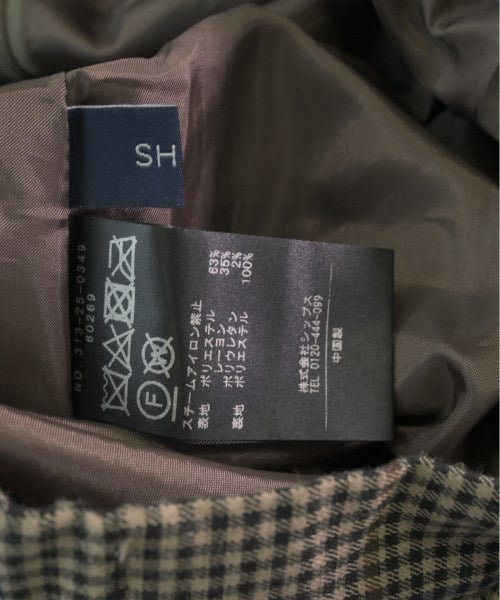 SH
NO. 313-25-0349
60269
F
スチームアイロン禁止
表地 ポリエステル 63%
レーヨン 35%
ポリウレタン 2%
裏地 ポリエステル 100%
株式会社シップス
TEL 0120-444-099
中国製